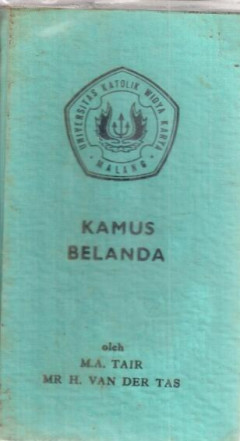 UNIVERSITAS KATOLIK WIDYA KARYA
MALANG
KAMUS
BELANDA
oleh
M.A. TAIR
MR H. VAN DER TAS